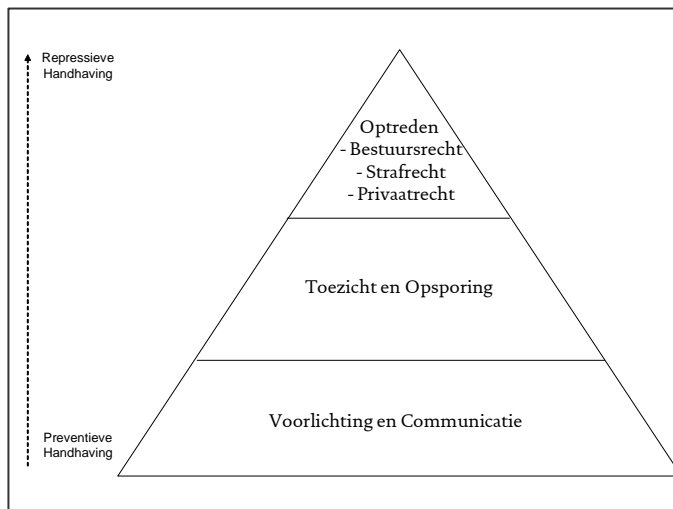 Repressieve
Handhaving
Optreden
- Bestuursrecht
- Strafrecht
- Privaatrecht
Toezicht en Opsporing
Voorlichting en Communicatie
Preventieve
Handhaving